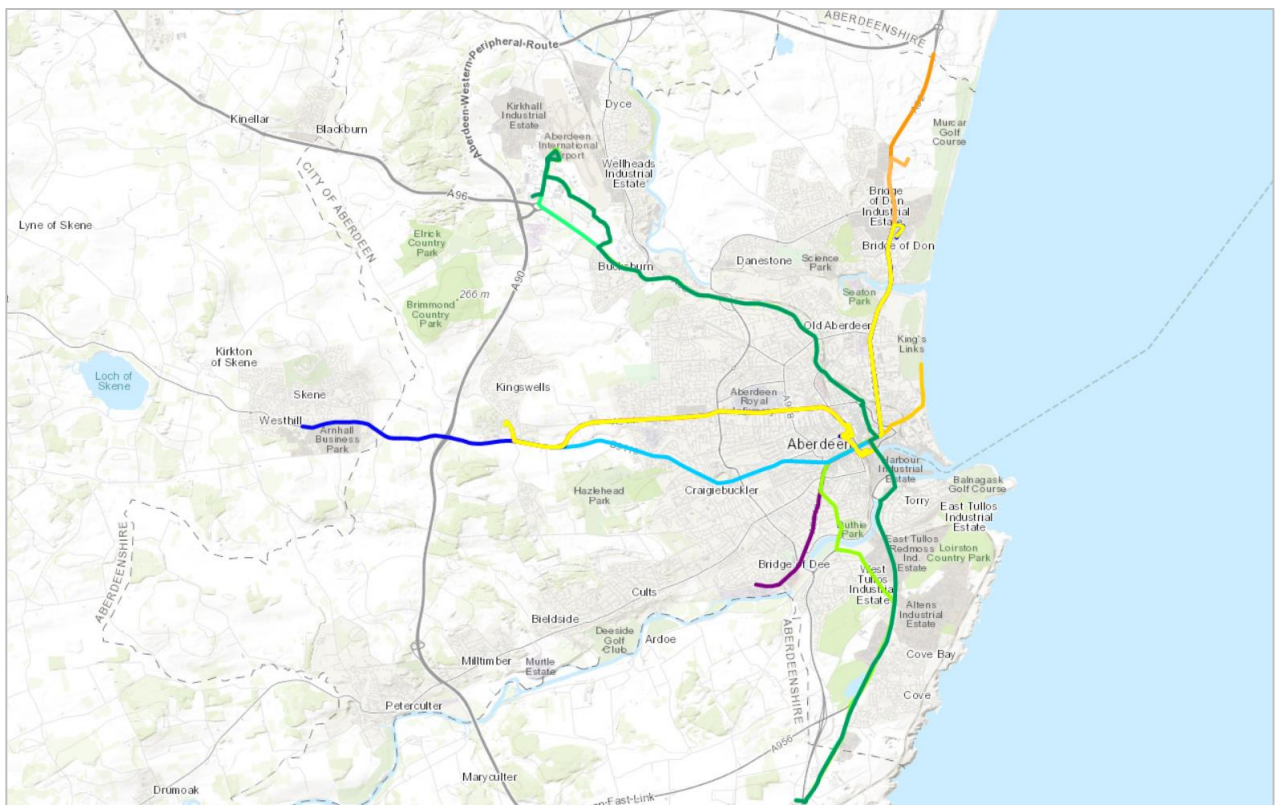 ABERDEENSHIRE
Aberdeen-Western-Peripheral-Route
Dyce
Kirkhall
Industrial
Estate
Kinellar
Blackburn
Murcar
Golf
Course
Aberdeen
International
Wellheads
Industrial
Estate
CITY OF ABERDEEN
A96
Bridge
of Don
Industrial
Estate
Lyne of Skene
Elrick
Country
Park
Bridge of Don
A90
Danestone
Science
Park
Bucksburn
266 m
Seaton
Park
Brimmond
Country
Park
Old Aberdeen
King's
Links
Kirkton
of Skene
Loch of
Skene
Kingswells
Skene
Aberdeen
Royal
Westhill
Arnhall
Business
Park
Aberdeen
Harbour
Industrial
Estate
Craigiebuckler
Hazlehead
Park
Balnagask
Golf Course
Torry
East Tullos
Industrial
Estate
Duthie
Park
East Tullos
Redmoss
Ind.
Estate
Loirston
Country Park
ABERDEENSHIRE
Bridge of Dee
West
Tullos
Industrial
Estate
Cults
Altens
Industrial
Estate
Bieldside
Deeside
Golf
Club
Ardoe
ABERDEENSHIRE
Cove Bay
Milltimber
Murtle
Estate
Cove
Peterculter
A956
Maryculter
Drumoak